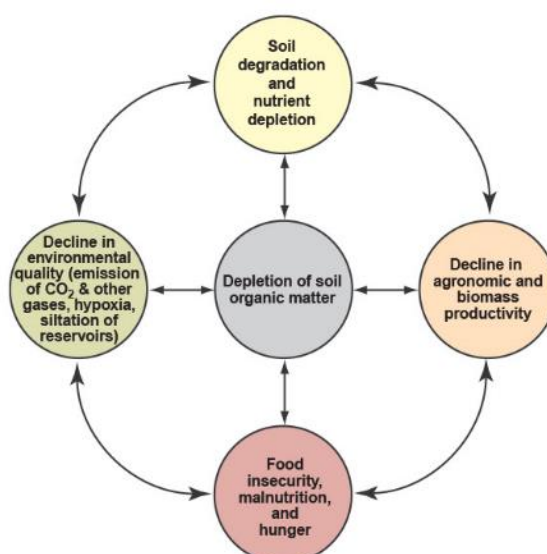 Soil
degradation
and
nutrient
depletion
Decline in
environmental
quality (emission
of CO₂ & other
gases, hypoxia,
siltation of
reservoirs)
Depletion of soil
organic matter
Decline in
agronomic and
biomass
productivity
Food
insecurity,
malnutrition,
and
hunger